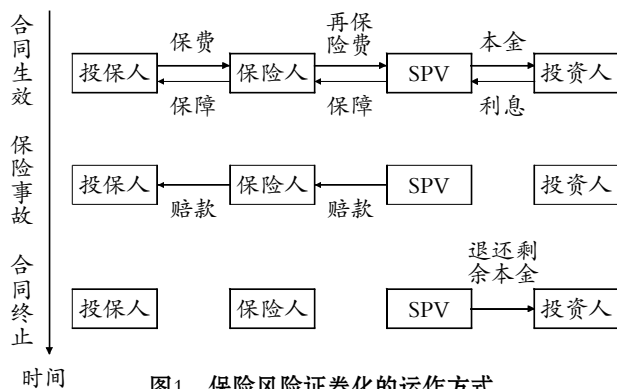 合同生效
保费
再保
险费
本金
投保人
保险人
SPV
投资人
保障
保障
利息
保险事故
投保人
保险人
SPV
投资人
赔款
赔款
合同终止
退还剩
余本金
投保人
保险人
SPV
投资人
时间
图1 保险风险证券化的运作方式